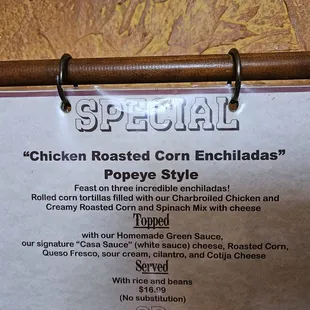 SPECIAL
“Chicken Roasted Corn Enchiladas”
Popeye Style
Feast on three incredible enchiladas!
Rolled corn tortillas filled with our Charbroiled Chicken and
Creamy Roasted Corn and Spinach Mix with cheese
Topped
with our Homemade Green Sauce,
our signature “Casa Sauce” (white sauce) cheese, Roasted Corn,
Queso Fresco, sour cream, cilantro, and Cotija Cheese
Served
With rice and beans
$16.99
(No substitution)